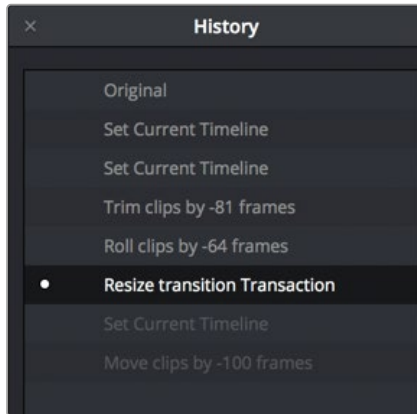 × History
Original
Set Current Timeline
Set Current Timeline
Trim clips by -81 frames
Roll clips by -64 frames
Resize transition Transaction
Set Current Timeline
Move clips by -100 frames